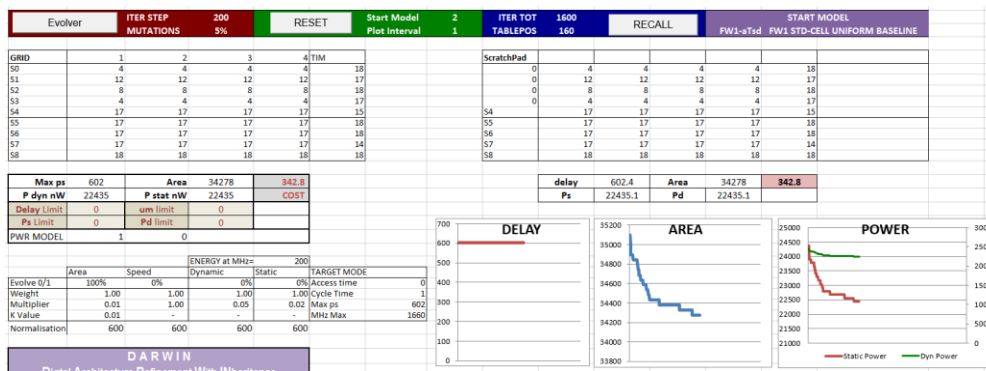 Evolver ITER STEP 200 RESET Start Model 2 ITER TOT 1600 RECALL START MODEL
MUTATIONS 5% Plot Interval 1 TABLEPOS 160 FW1-aTsd FW1 STD-CELL UNIFORM BASELINE
GRID 1 2 3 4 TIM ScratchPad
S0 4 4 4 4 18 0 4 4 4 4 18
S1 12 12 12 12 17 0 12 12 12 12 17
S2 8 8 8 8 18 0 8 8 8 8 18
S3 4 4 4 4 17 0 4 4 4 4 17
S4 17 17 17 17 15 S4 17 17 17 17 15
S5 17 17 17 17 18 S5 17 17 17 17 18
S6 17 17 17 17 18 S6 17 17 17 17 18
S7 17 17 17 17 14 S7 17 17 17 17 14
S8 18 18 18 18 18 S8 18 18 18 18 18
Max ps 602 Area 34278 342.8 delay 602.4 Area 34278 342.8
P dyn nW 22435 P stat nW 22435 COST Ps 22435.1 Pd 22435.1
Delay Limit 0 um limit 0
Ps Limit 0 Pd limit 0
PWR MODEL 1 0
ENERGY at MHz= 200
Area Speed Dynamic Static TARGET MODE
Evolve 0/1 100% 0% 0% 0% Access time 0
Weight 1.00 1.00 1.00 1.00 Cycle Time 1
Multiplier 0.01 1.00 0.05 0.02 Max ps 602
K Value 0.01 - - - MHz Max 1660
Normalisation 600 600 600 600
DARWIN
DELAY
700
600
500
400
300
200
100
0
AREA
35200
35000
34800
34600
34400
34200
34000
33800
POWER
25000
24500
24000
23500
23000
22500
22000
21500
21000
0
Static Power Dyn Power